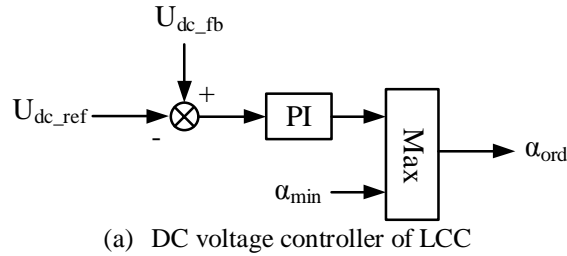 U_dc_fb
U_dc_ref
+
-
PI
Max
α_min
α_ord
(a) DC voltage controller of LCC